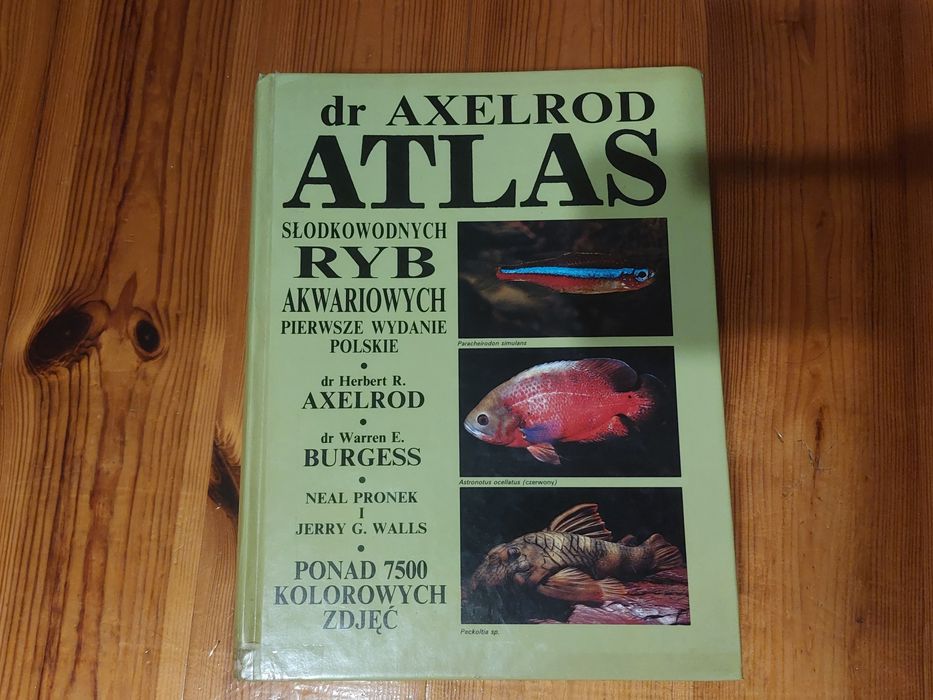 dr AXELROD
ATLAS
SŁODKOWODNYCH
RYB
AKWARIOWYCH
PIERWSZE WYDANIE
POLSKIE
•
dr Herbert R.
AXELROD
•
dr Warren E.
BURGESS
•
NEAL PRONEK
I
JERRY G. WALLS
•
PONAD 7500
KOLOROWYCH
ZDJĘĆ
Paracheirodon simulans
Astronotus ocellatus (czerwony)
Peckoltia sp.